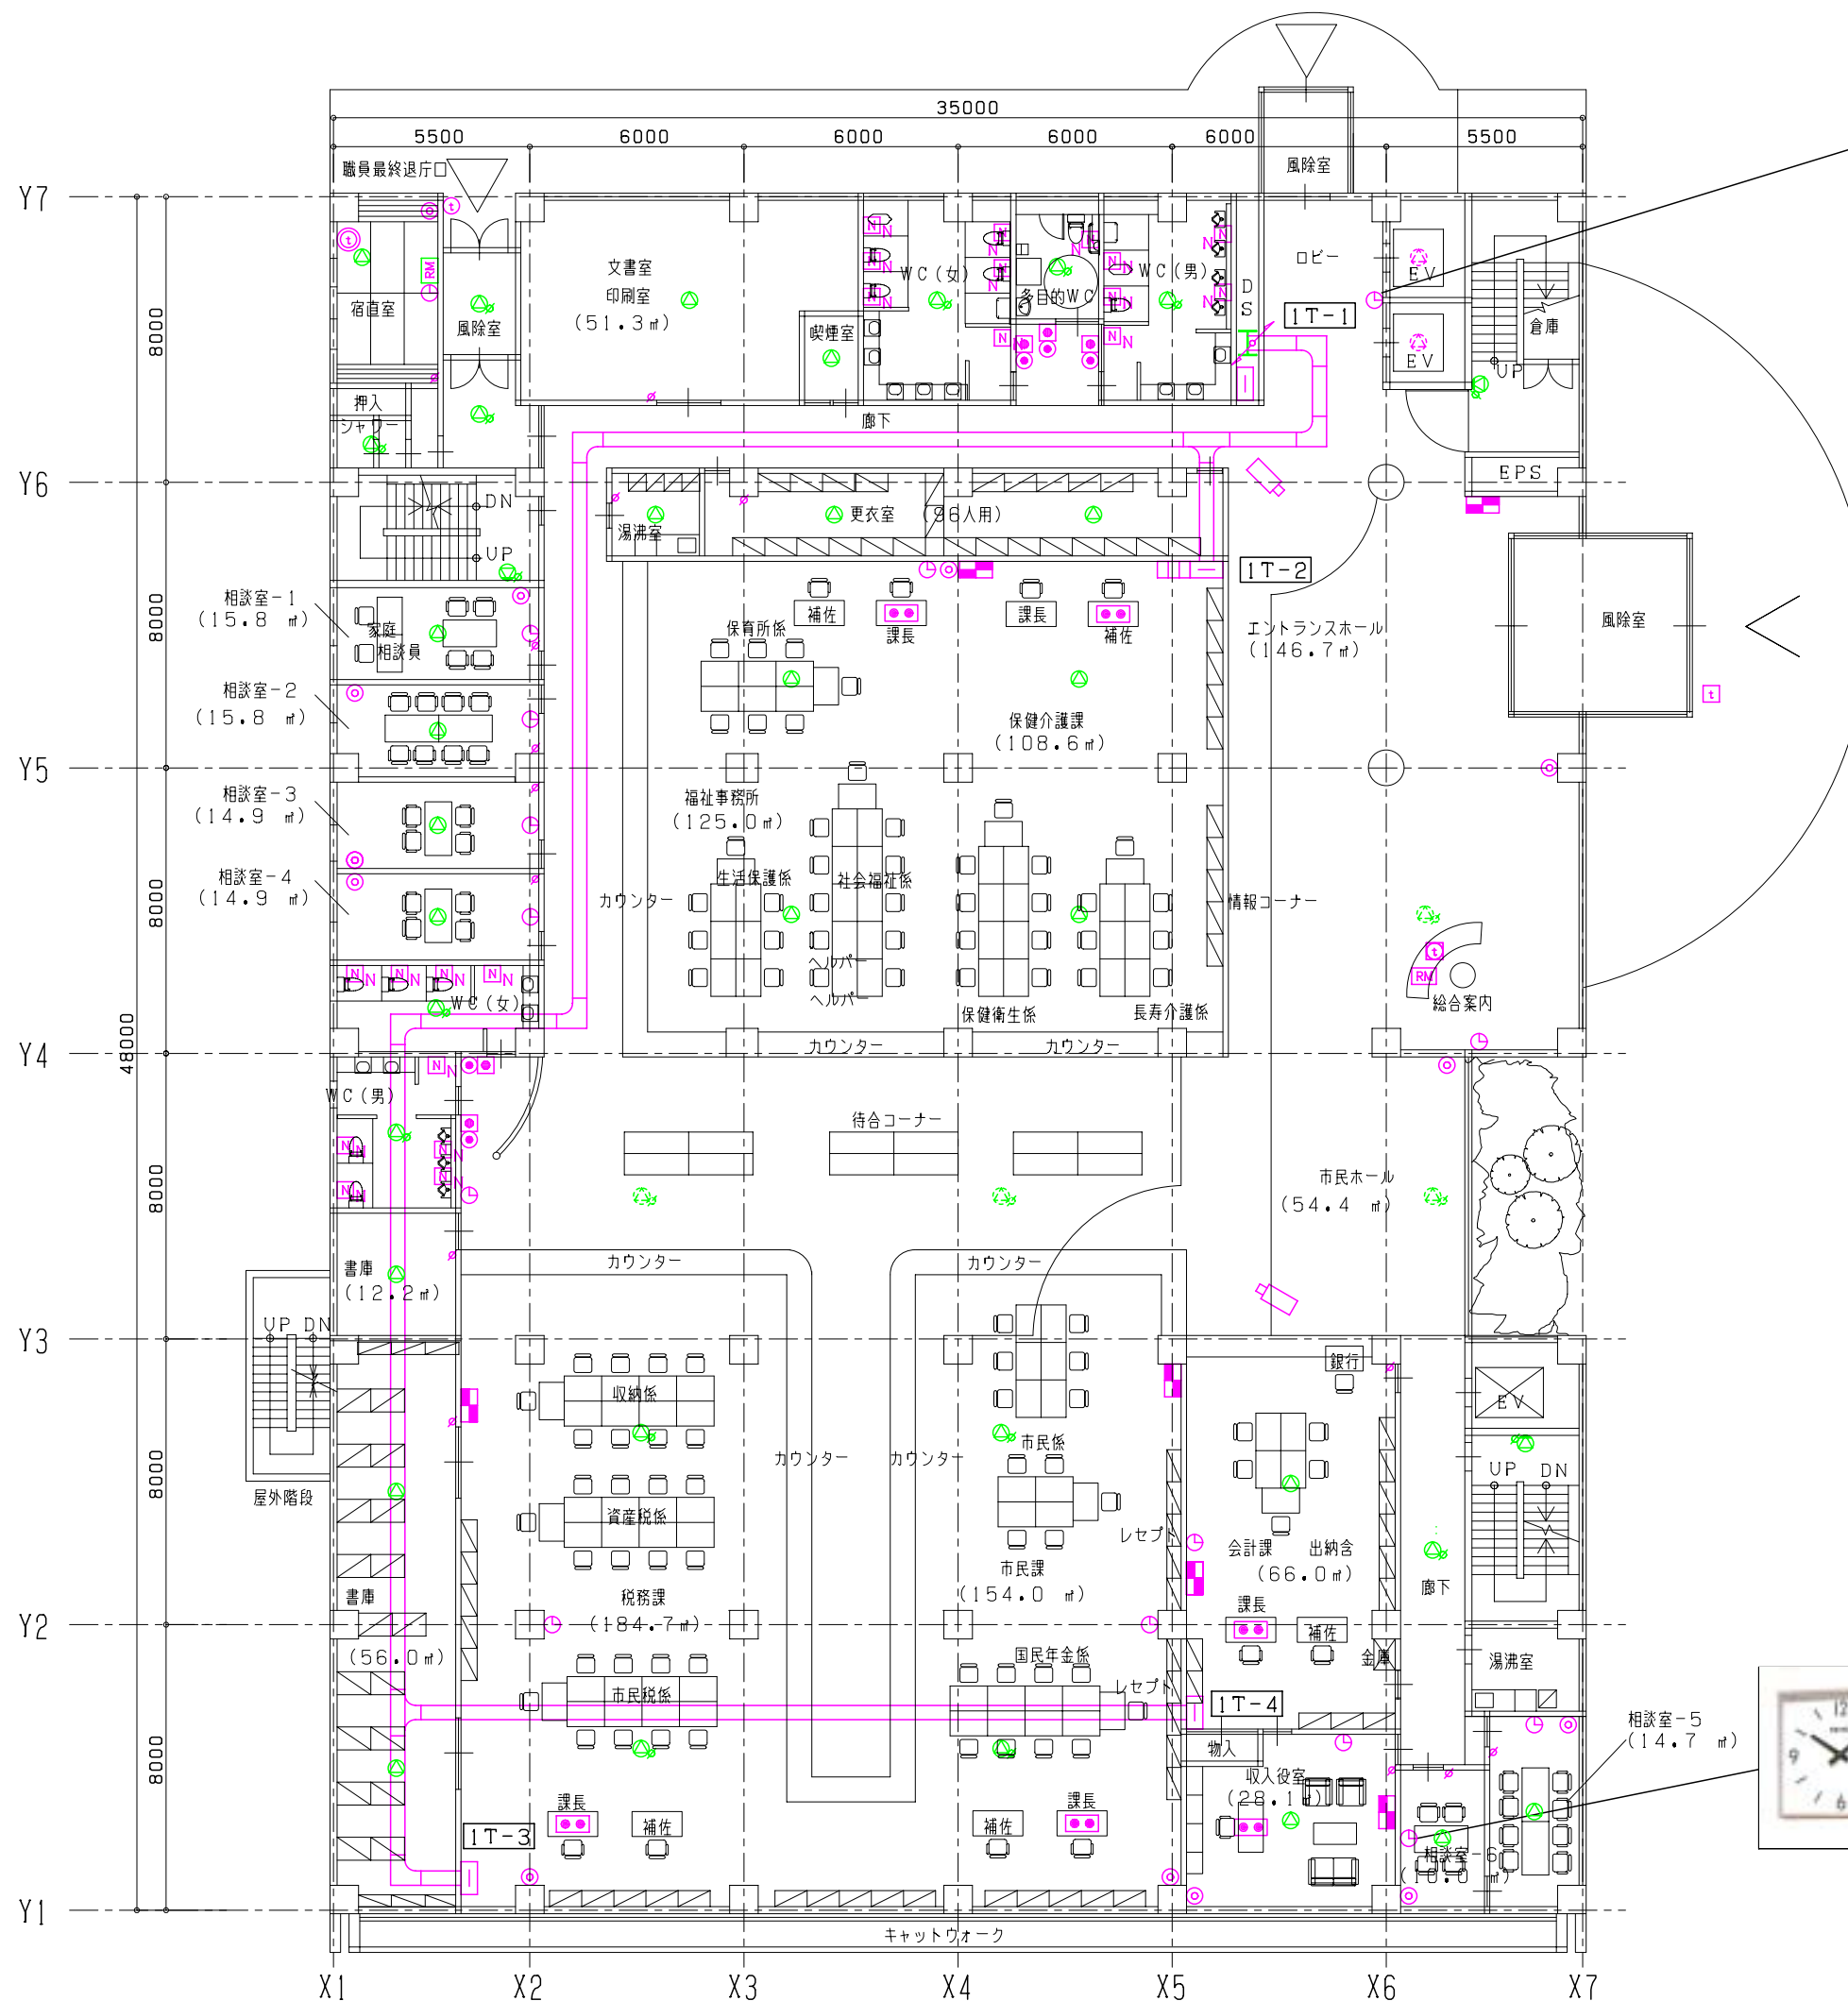 35000
5500
6000
6000
6000
6000
5500
職員最終退庁口
風除室
Y7
t
t
RM
宿直室
風除室
文書室
印刷室
(51.3㎡)
喫煙室
WC(女)
多目的WC
WC(男)
DS
ロビー
1T-1
EV
EV
倉庫
UP
8000
押入
シャワー
廊下
Y6
EPS
DN
UP
湯沸室
更衣室 (96人用)
1T-2
相談室-1
(15.8 ㎡)
家庭
相談員
補佐
課長
課長
補佐
保育所係
エントランスホール
(146.7㎡)
風除室
t
8000
相談室-2
(15.8 ㎡)
保健介護課
(108.6㎡)
Y5
相談室-3
(14.9 ㎡)
福祉事務所
(125.0㎡)
相談室-4
(14.9 ㎡)
生活保護係
社会福祉係
カウンター
情報コーナー
8000
ヘルパー
ヘルパー
保健衛生係
長寿介護係
t
RM
総合案内
WC(女)
48000
Y4
カウンター
カウンター
WC(男)
待合コーナー
市民ホール
(54.4 ㎡)
8000
書庫
(12.2㎡)
カウンター
カウンター
UP DN
Y3
銀行
収納係
EV
市民係
カウンター
カウンター
屋外階段
8000
資産税係
レセプト
UP DN
会計課 出納含
(66.0㎡)
廊下
市民課
(154.0 ㎡)
書庫
税務課
(184.7㎡)
課長
補佐
Y2
(56.0㎡)
国民年金係
金庫
湯沸室
市民税係
レセプト
1T-4
相談室-5
(14.7 ㎡)
物入
収入役室
(28.1㎡)
12
9
6
8000
課長
補佐
補佐
課長
1T-3
相談室-6
(10.0 ㎡)
Y1
キャットウォーク
X1
X2
X3
X4
X5
X6
X7